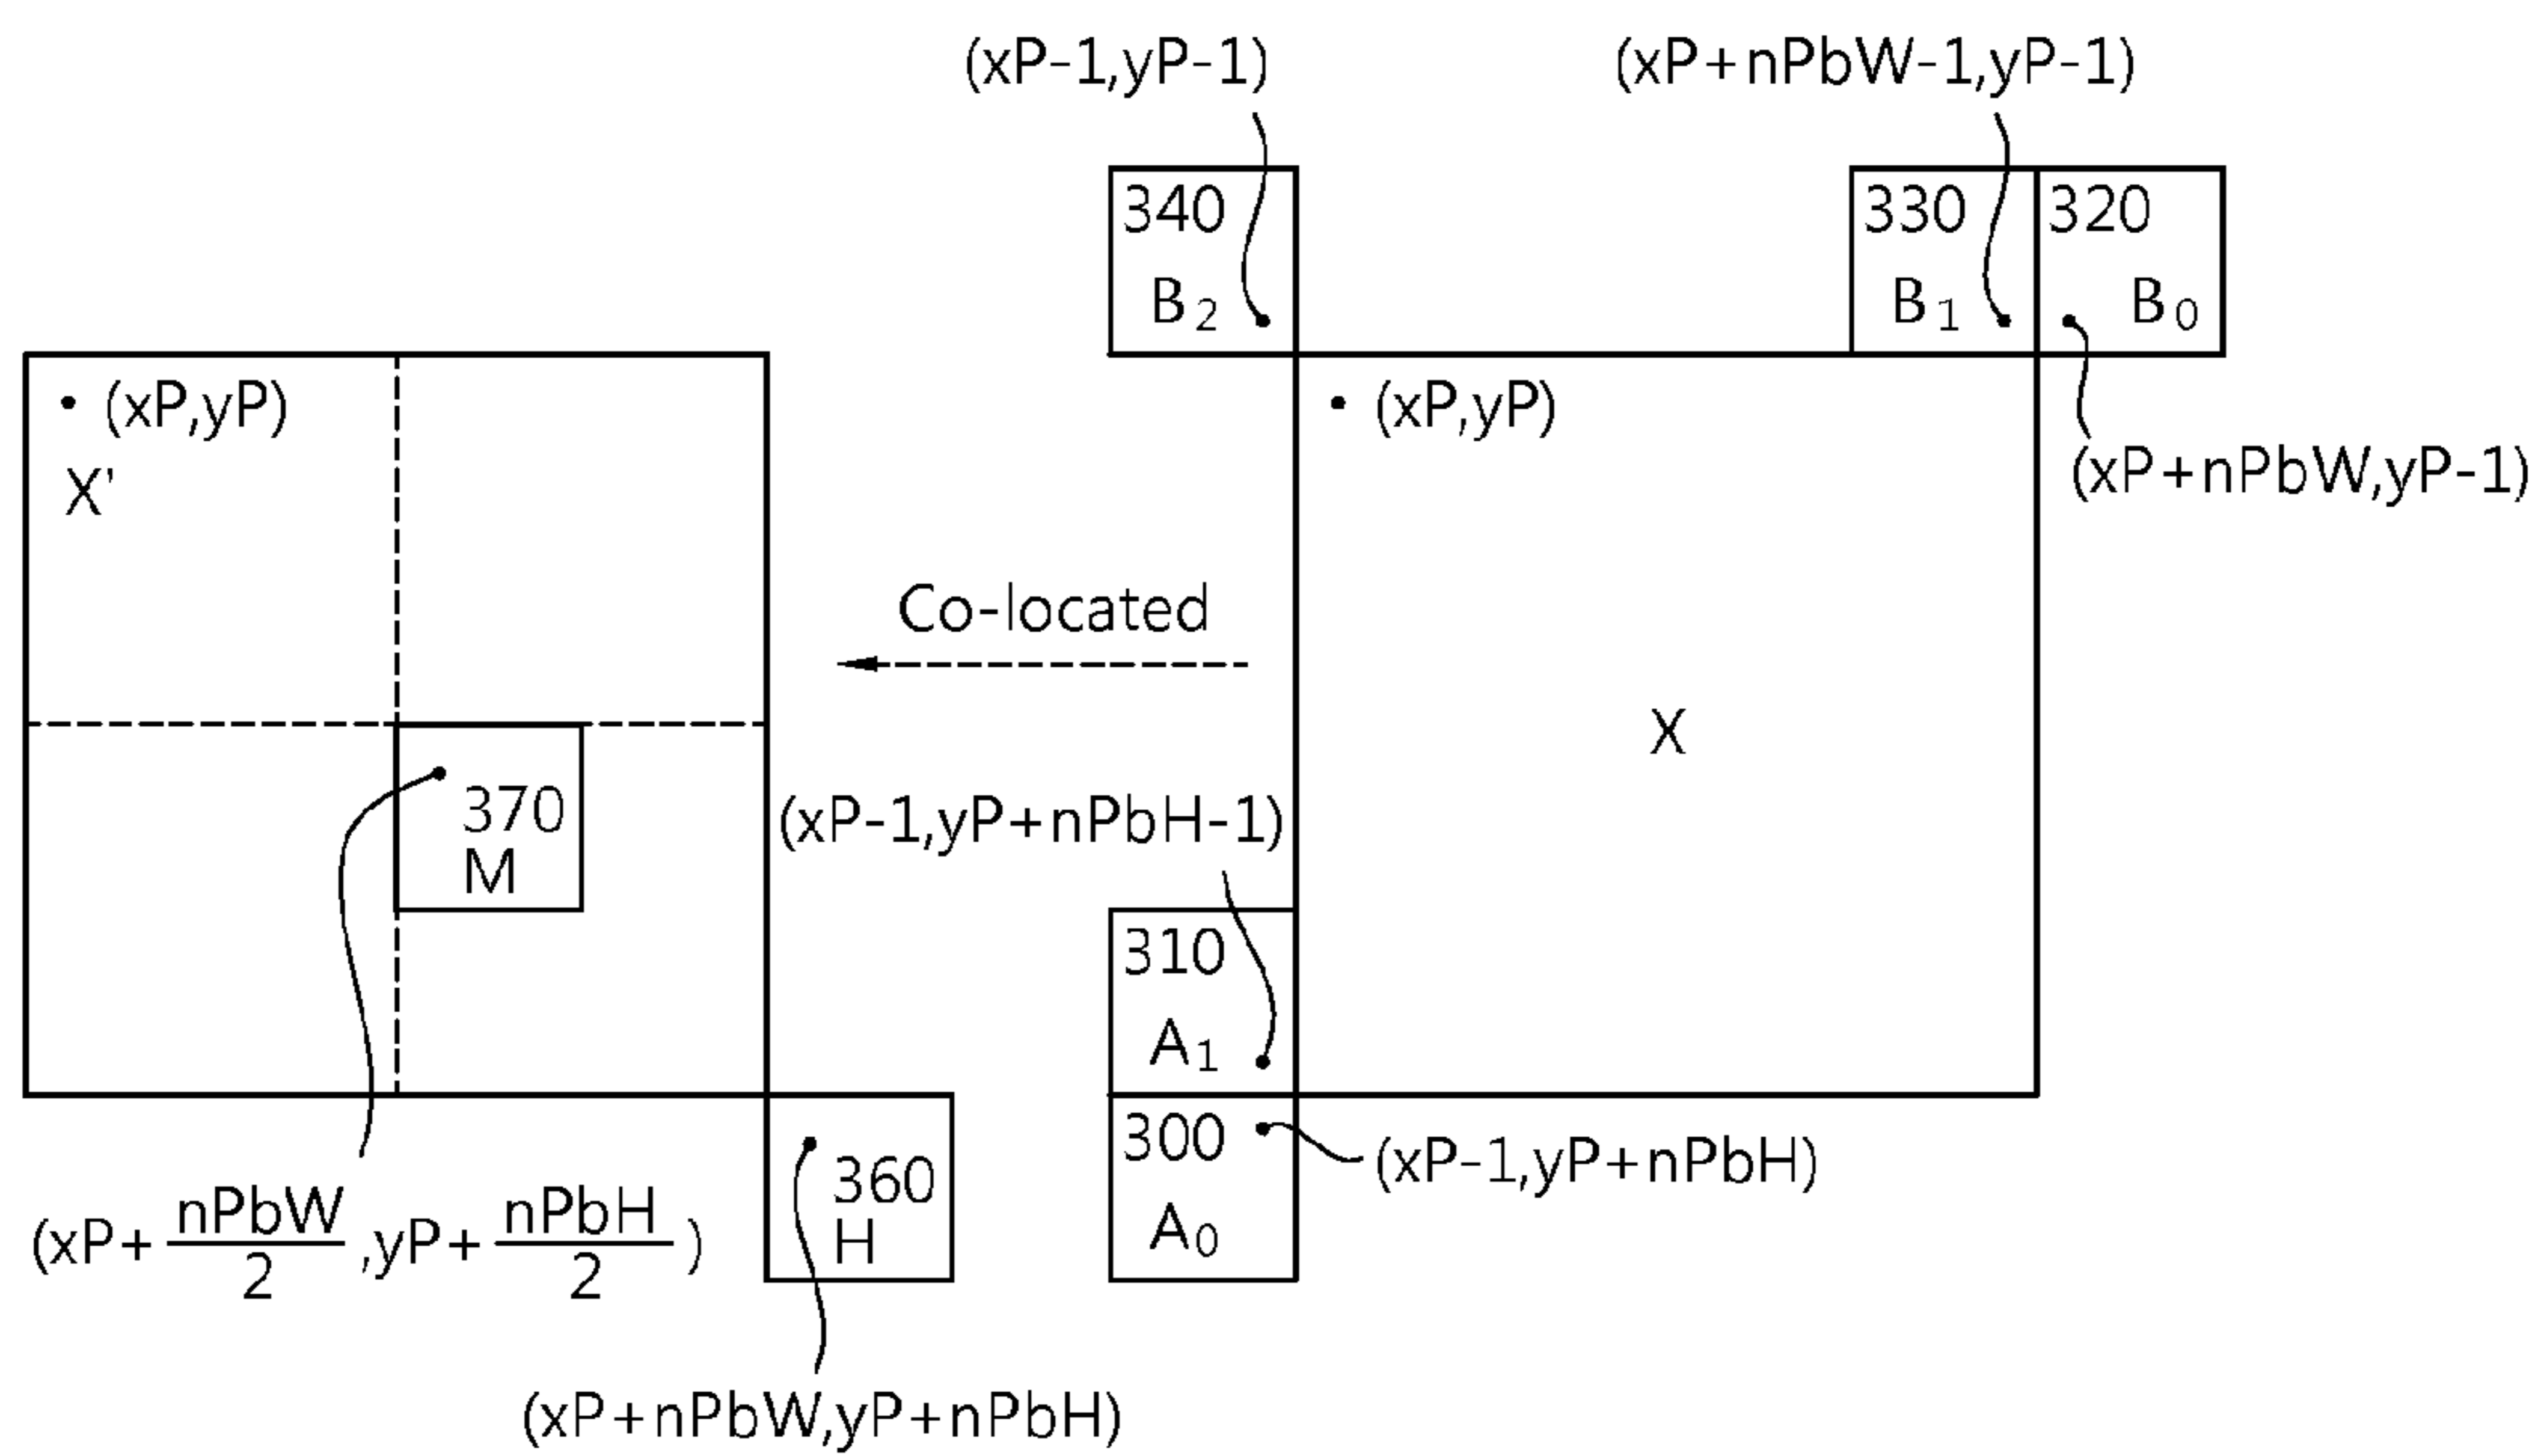 (xP-1,yP-1)
(xP+nPbW-1,yP-1)
340
B2
330
B1
320
B0
(xP,yP)
X'
(xP,yP)
(xP+nPbW,yP-1)
Co-located
X
370
M
(xP-1,yP+nPbH-1)
310
A1
300
A0
(xP-1,yP+nPbH)
360
H
(xP+nPbW/2,yP+nPbH/2)
(xP+nPbW,yP+nPbH)